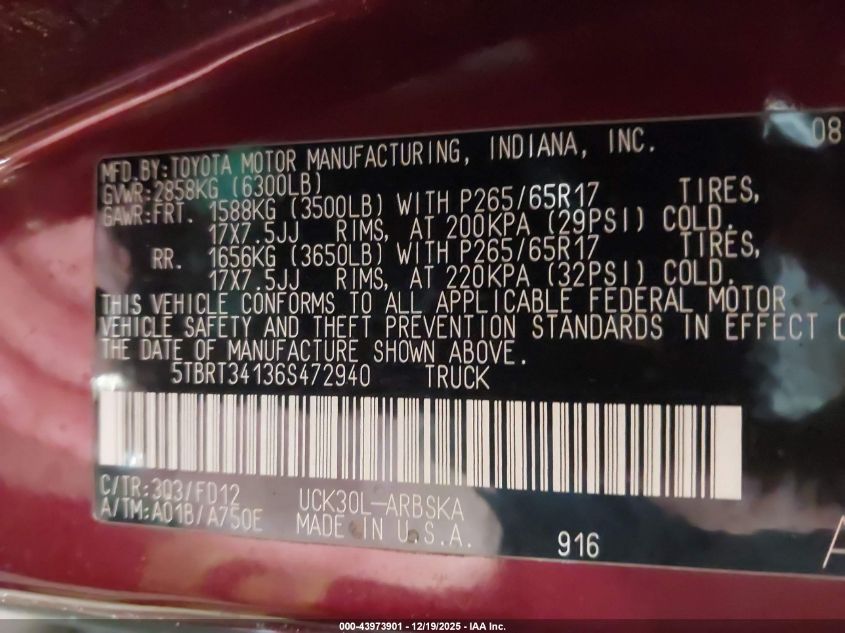 MFD.BY:TOYOTA MOTOR MANUFACTURING, INDIANA, INC. 08
GVWR:2858KG (6300LB)
GAWR:FRT. 1588KG (3500LB) WITH P265/65R17 TIRES,
17X7.5JJ RIMS, AT 200KPA (29PSI) COLD.
RR. 1656KG (3650LB) WITH P265/65R17 TIRES,
17X7.5JJ RIMS, AT 220KPA (32PSI) COLD.
THIS VEHICLE CONFORMS TO ALL APPLICABLE FEDERAL MOTOR
VEHICLE SAFETY AND THEFT PREVENTION STANDARDS IN EFFECT
THE DATE OF MANUFACTURE SHOWN ABOVE.
5TBRT34136S472940 TRUCK
C/TR:3Q3/FD12 UCK30L-ARBSKA
A/TM:A01B/A750E MADE IN U.S.A.
916
000-43973901 - 12/19/2025 - IAA Inc.